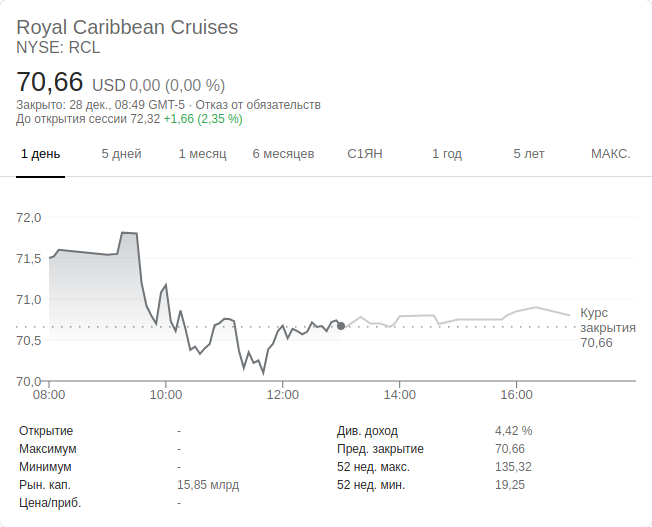 Royal Caribbean Cruises
NYSE: RCL
70,66 USD 0,00 (0,00 %)
Закрыто: 28 дек., 08:49 GMT-5 · Отказ от обязательств
До открытия сессии 72,32 +1,66 (2,35 %)
1 день 5 дней 1 месяц 6 месяцев С1ЯН 1 год 5 лет МАКС.
72,0
71,5
71,0
70,5
70,0
Курс
закрытия
70,66
08:00 10:00 12:00 14:00 16:00
Открытие - Див. доход 4,42 %
Максимум - Пред. закрытие 70,66
Минимум - 52 нед. макс. 135,32
Рын. кап. 15,85 млрд 52 нед. мин. 19,25
Цена/приб. -